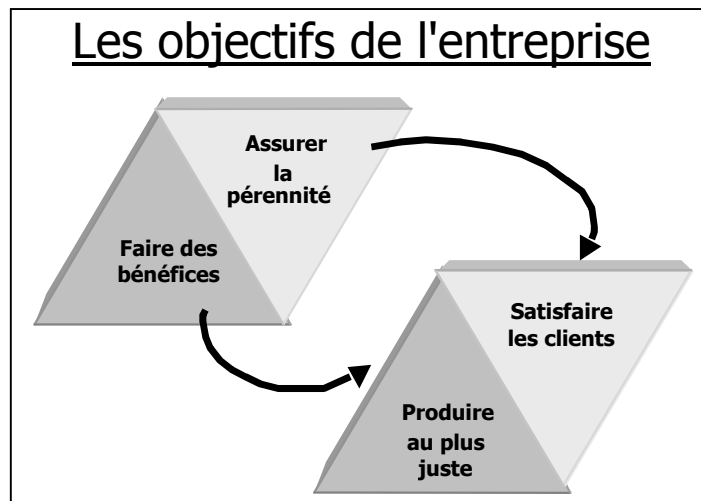 Les objectifs de l'entreprise
Assurer
la
pérennité
Faire des
bénéfices
Satisfaire
les clients
Produire
au plus
juste